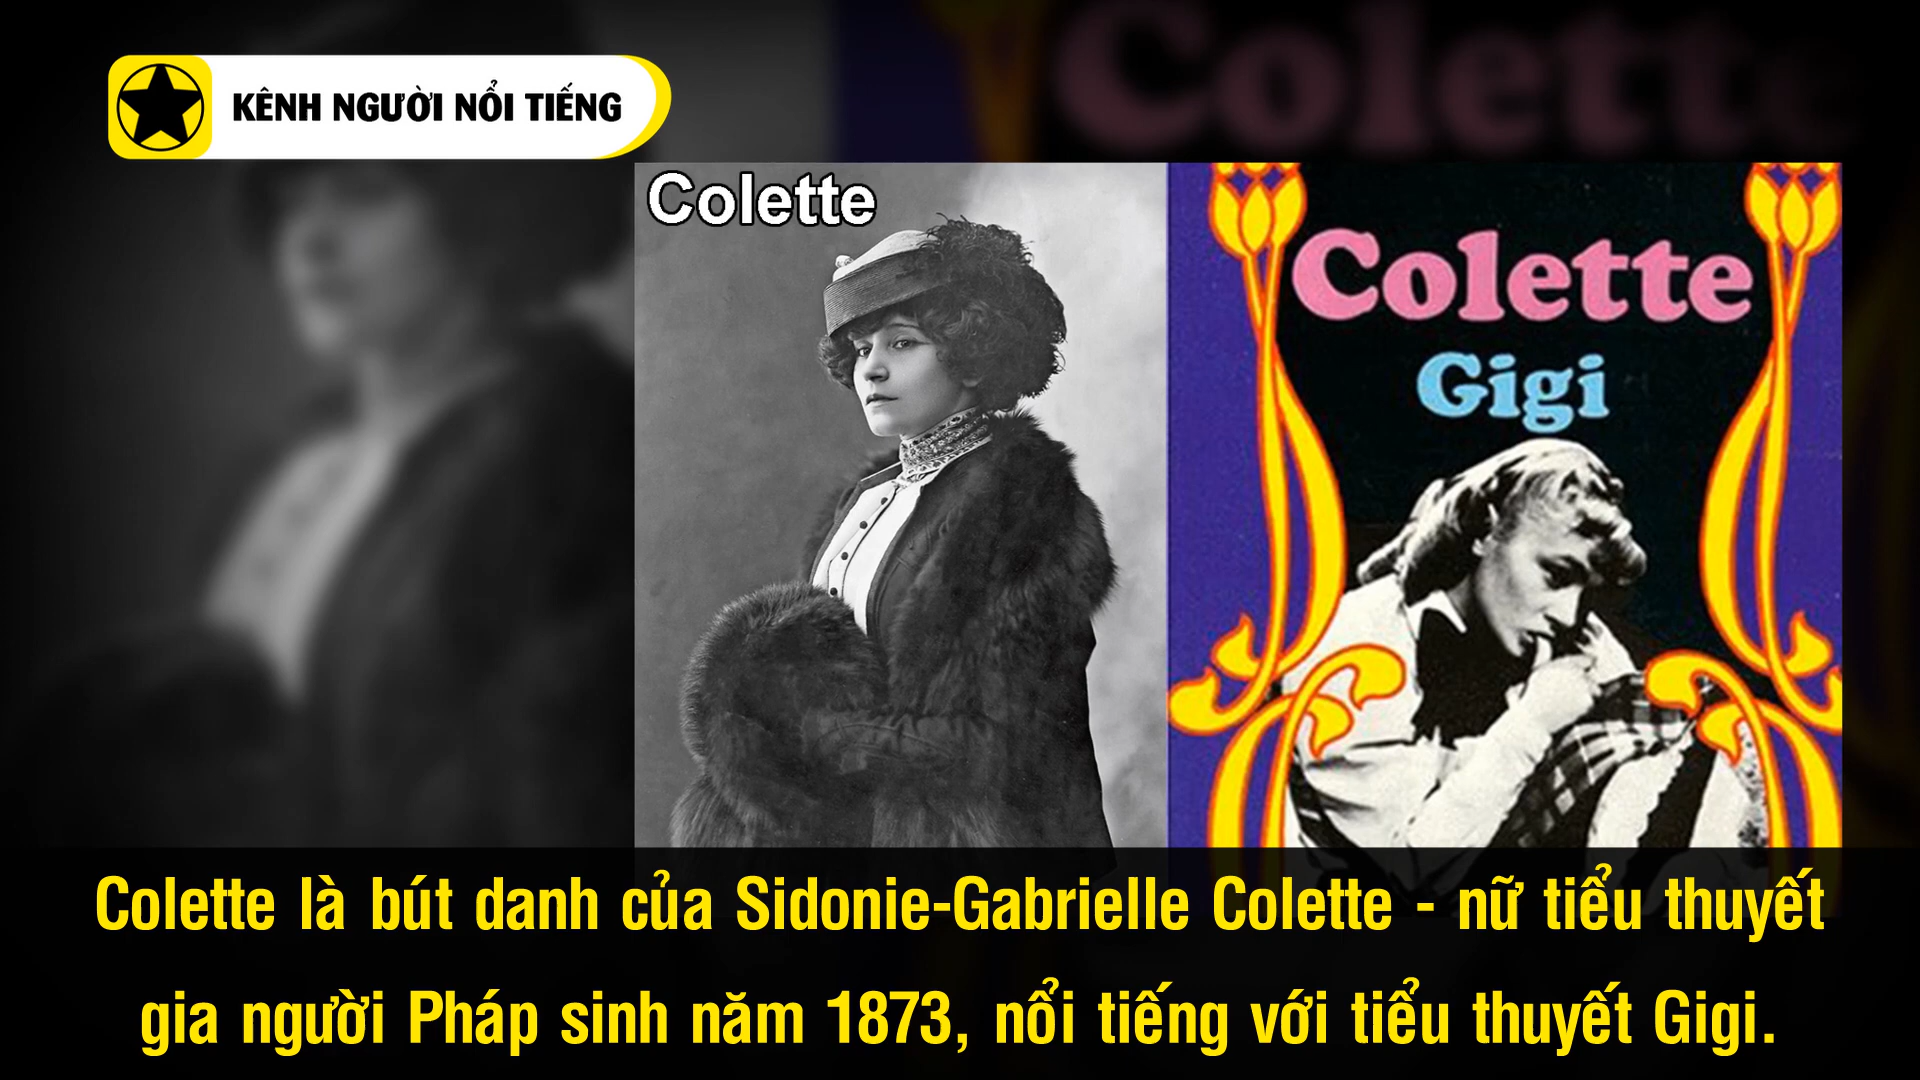 KÊNH NGƯỜI NỔI TIẾNG
Colette
Colette
Colette
Gigi
Colette là bút danh của Sidonie-Gabrielle Colette - nữ tiểu thuyết
gia người Pháp sinh năm 1873, nổi tiếng với tiểu thuyết Gigi.